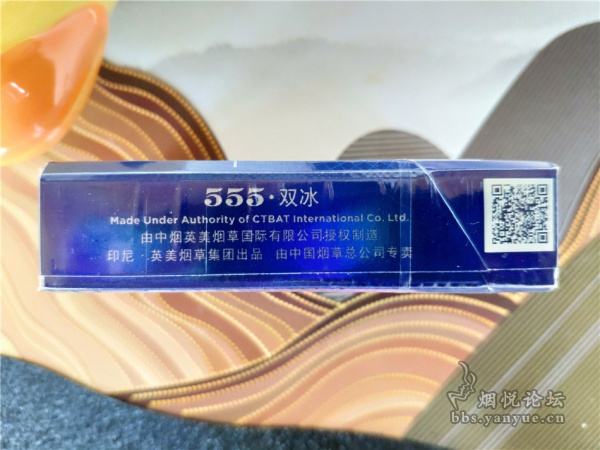 555·双冰
Made Under Authority of CTBAT International Co. Ltd.
由中烟英美烟草国际有限公司授权制造
印尼·英美烟草集团出品 由中国烟草总公司专卖
烟悦论坛
bbs.yanyue.cn